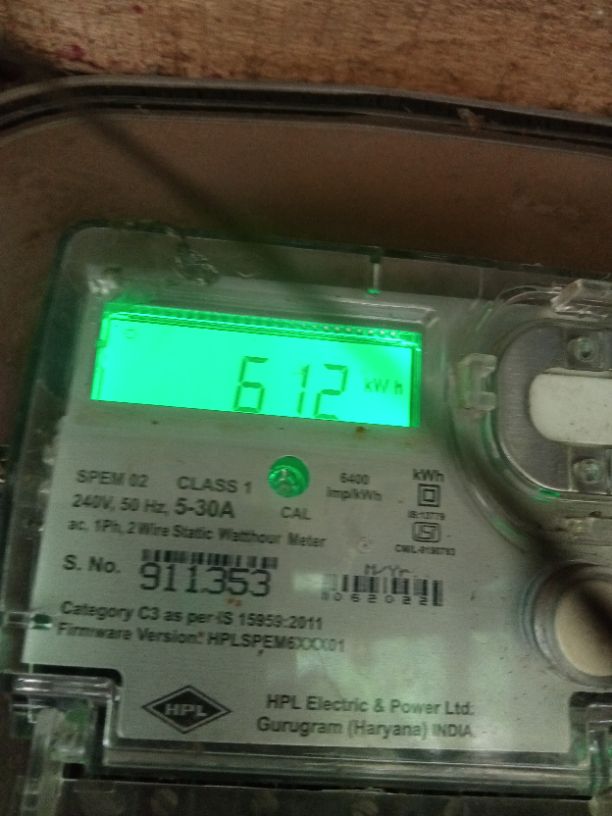 612 kWh
SPEM 02 CLASS 1 6400 kWh
240V, 50 Hz, 5-30A CAL Imp/kWh
ac. 1Ph, 2 Wire Static Watthour Meter
IS:13779
S. No. 911353
M/Yr
062022
Category C3 as per IS 15959:2011
Firmware Version: HPLSPEM6XXX01
HPL
HPL Electric & Power Ltd.
Gurugram (Haryana) INDIA